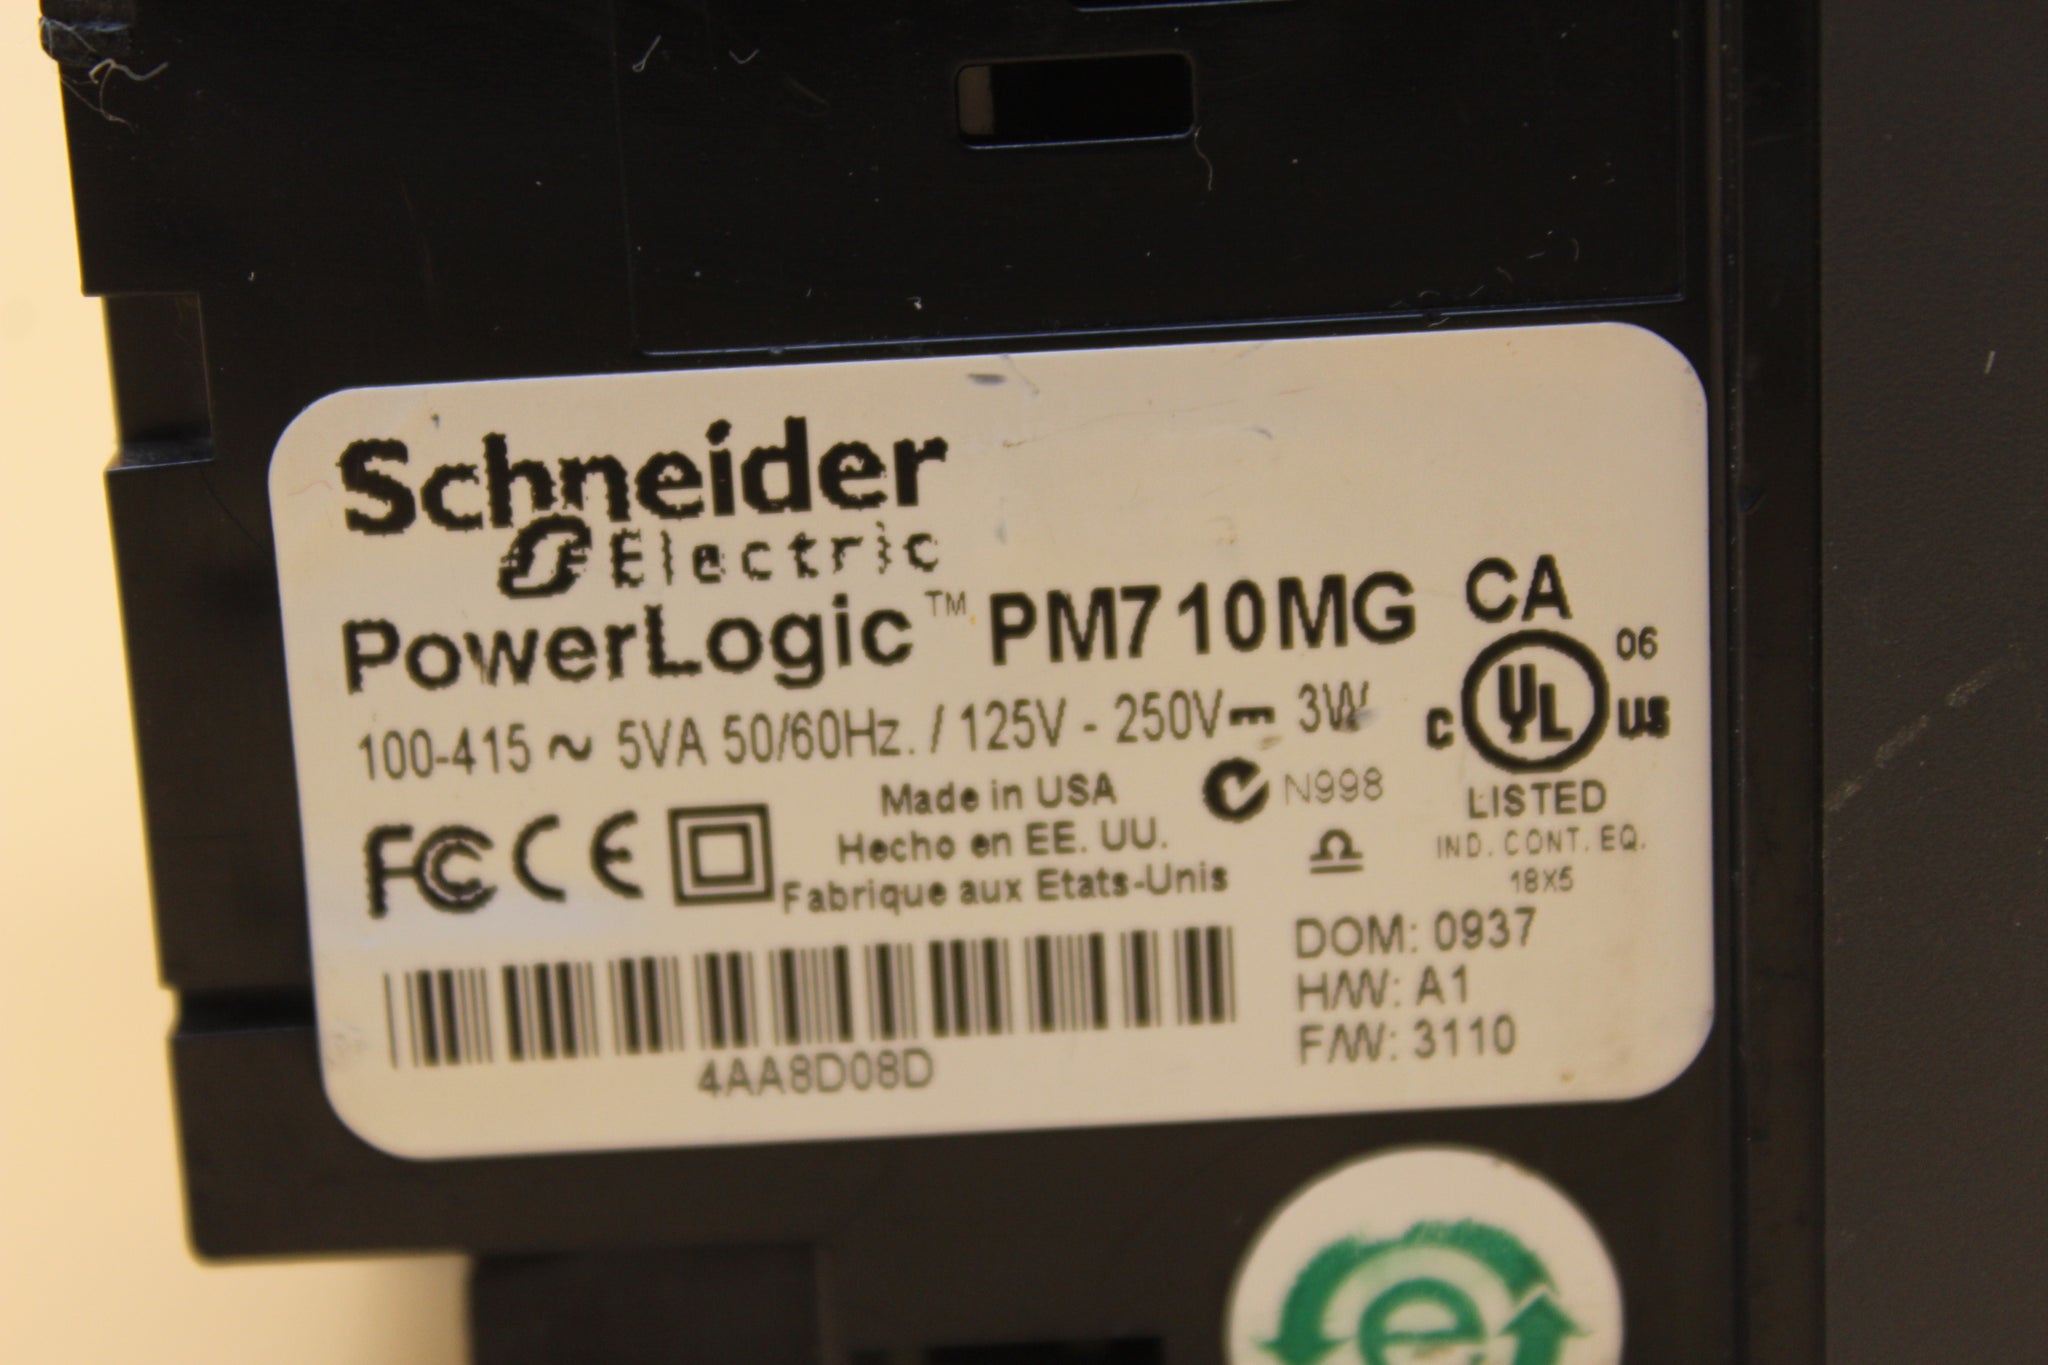 Schneider
Electric
PowerLogic™ PM710MG
CA
100-415 ~ 5VA 50/60Hz. / 125V - 250V⎓ 3W
C UL US
06
LISTED
IND. CONT. EQ.
18X5
FC CE
Made in USA
Hecho en EE. UU.
Fabrique aux Etats-Unis
N998
4AA8D08D
DOM: 0937
H/W: A1
F/W: 3110
e